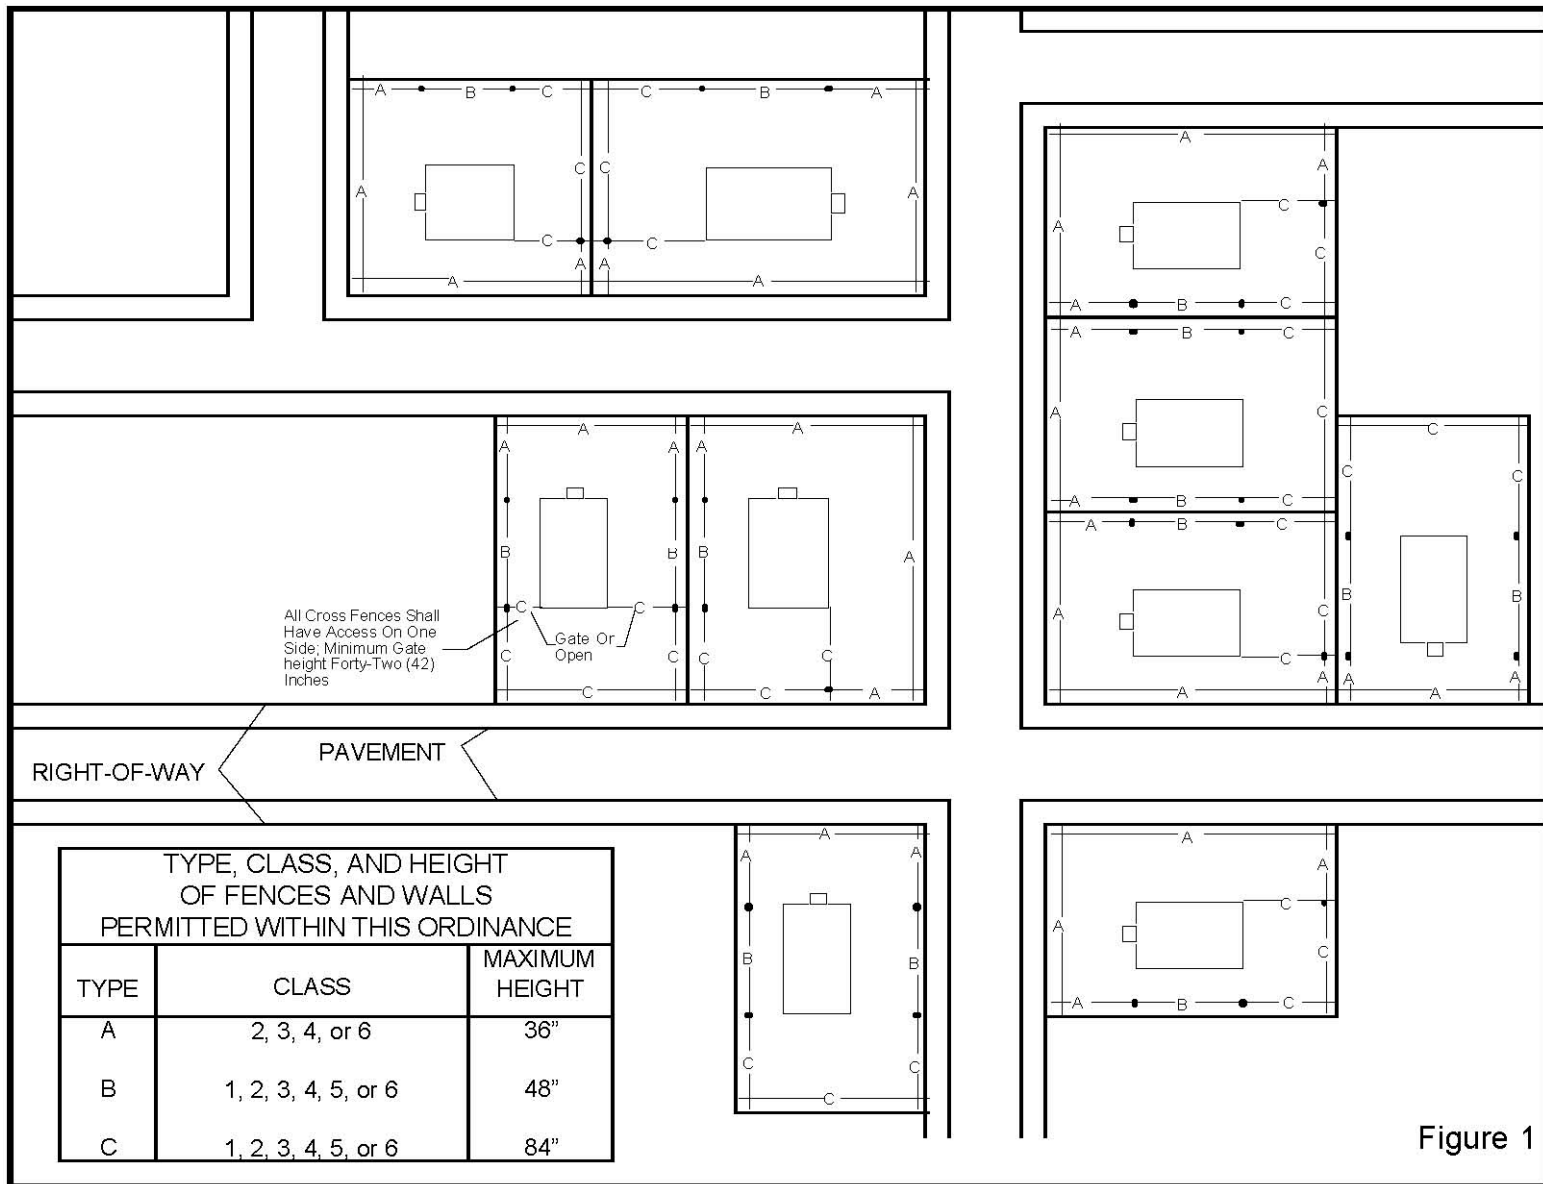 A B C C B A
A
A C C A
C C
A A A A
A
A
C
A C
A B C
A B C
A C
A B C
A B C
A C
C
A A
A A A
C C
B B B A
C C
C C C C
C A
C C
B B
A C
A A A
A A
All Cross Fences Shall
Have Access On One
Side; Minimum Gate
height Forty-Two (42)
Inches
Gate Or
Open
RIGHT-OF-WAY
PAVEMENT
TYPE, CLASS, AND HEIGHT
OF FENCES AND WALLS
PERMITTED WITHIN THIS ORDINANCE
TYPE CLASS MAXIMUM HEIGHT
A 2, 3, 4, or 6 36”
B 1, 2, 3, 4, 5, or 6 48”
C 1, 2, 3, 4, 5, or 6 84”
A
A A
B B
C C
C
A
A
C
A C
A B C
Figure 1